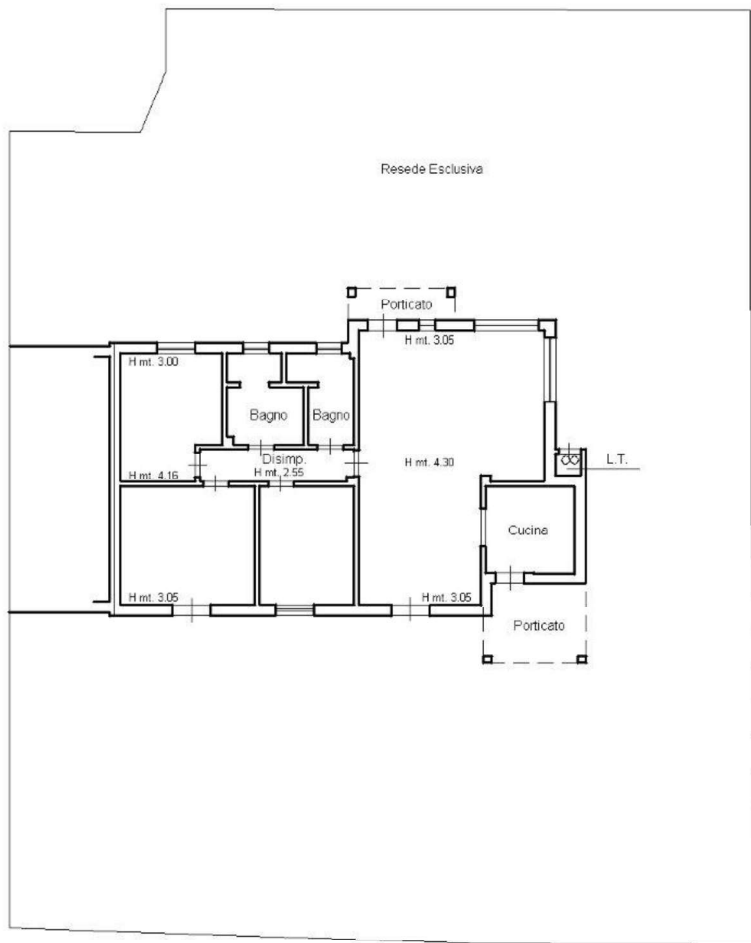 Resede Esclusiva
Porticato
H mt. 3.05
H mt. 3.00
Bagno
Bagno
Disimp.
H mt. 2.55
H mt. 4.16
H mt. 4.30
L.T.
Cucina
H mt. 3.05
H mt. 3.05
Porticato